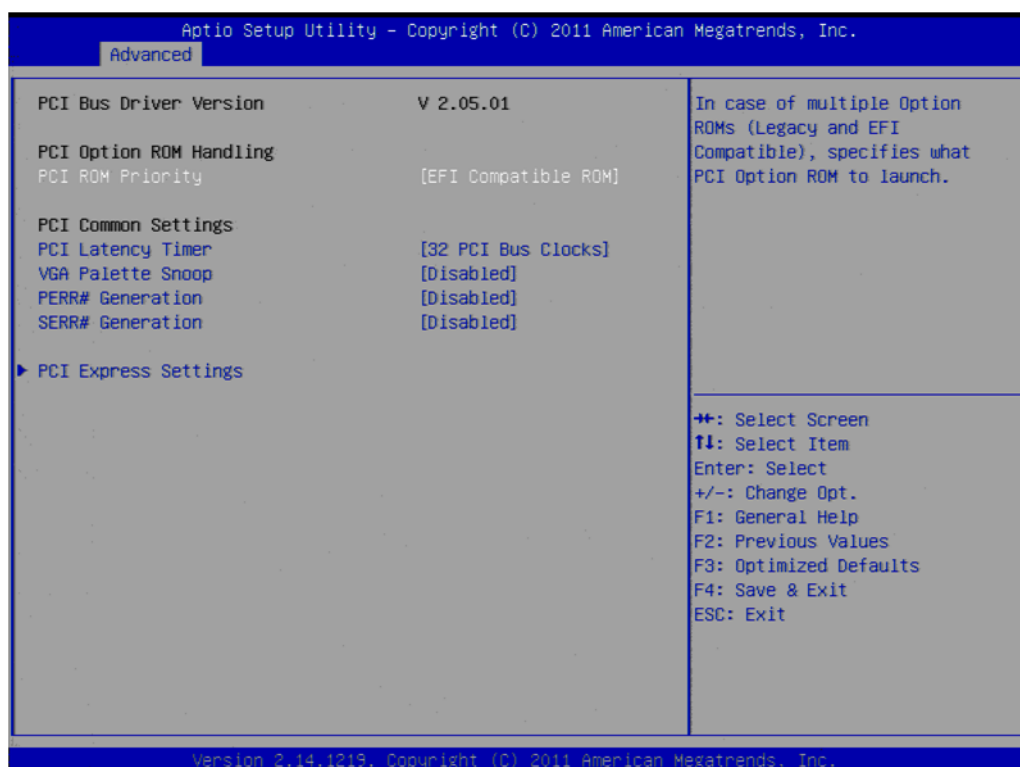 Aptio Setup Utility – Copyright (C) 2011 American Megatrends, Inc.
Advanced
PCI Bus Driver Version V 2.05.01
PCI Option ROM Handling
PCI ROM Priority [EFI Compatible ROM]
PCI Common Settings
PCI Latency Timer [32 PCI Bus Clocks]
VGA Palette Snoop [Disabled]
PERR# Generation [Disabled]
SERR# Generation [Disabled]
▶ PCI Express Settings
In case of multiple Option
ROMs (Legacy and EFI
Compatible), specifies what
PCI Option ROM to launch.
→←: Select Screen
↑↓: Select Item
Enter: Select
+/-: Change Opt.
F1: General Help
F2: Previous Values
F3: Optimized Defaults
F4: Save & Exit
ESC: Exit
Version 2.14.1219. Copyright (C) 2011 American Megatrends, Inc.